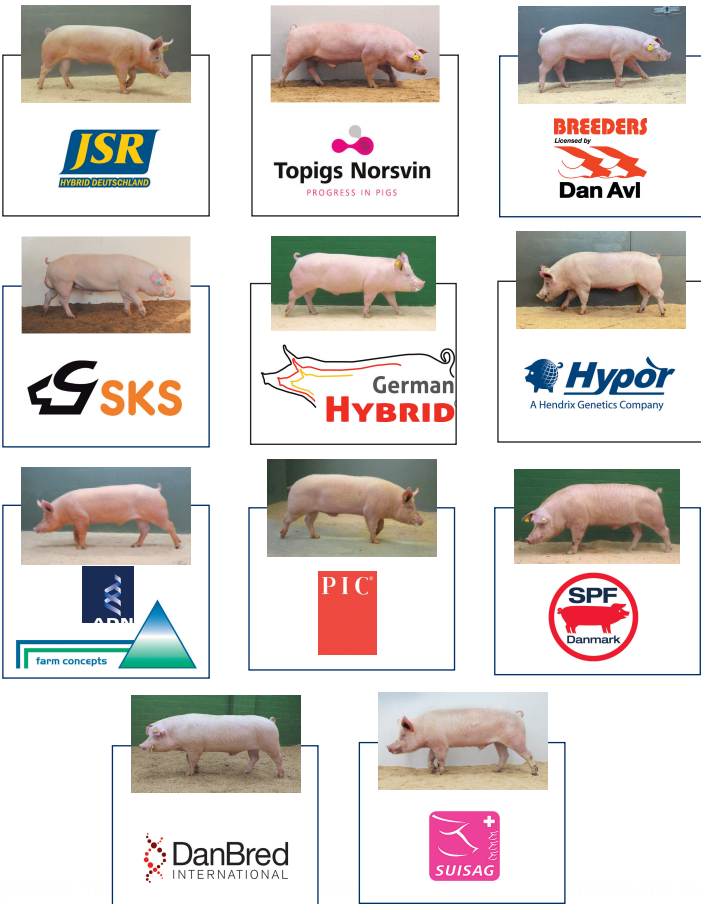 JSR
HYBRID DEUTSCHLAND
Topigs Norsvin
PROGRESS IN PIGS
BREEDERS
Licensed by
Dan Avl
SKS
German
HYBRID
Hypor
A Hendrix Genetics Company
ADN
farm concepts
PIC®
SPF
Danmark
DanBred
INTERNATIONAL
SUISAG